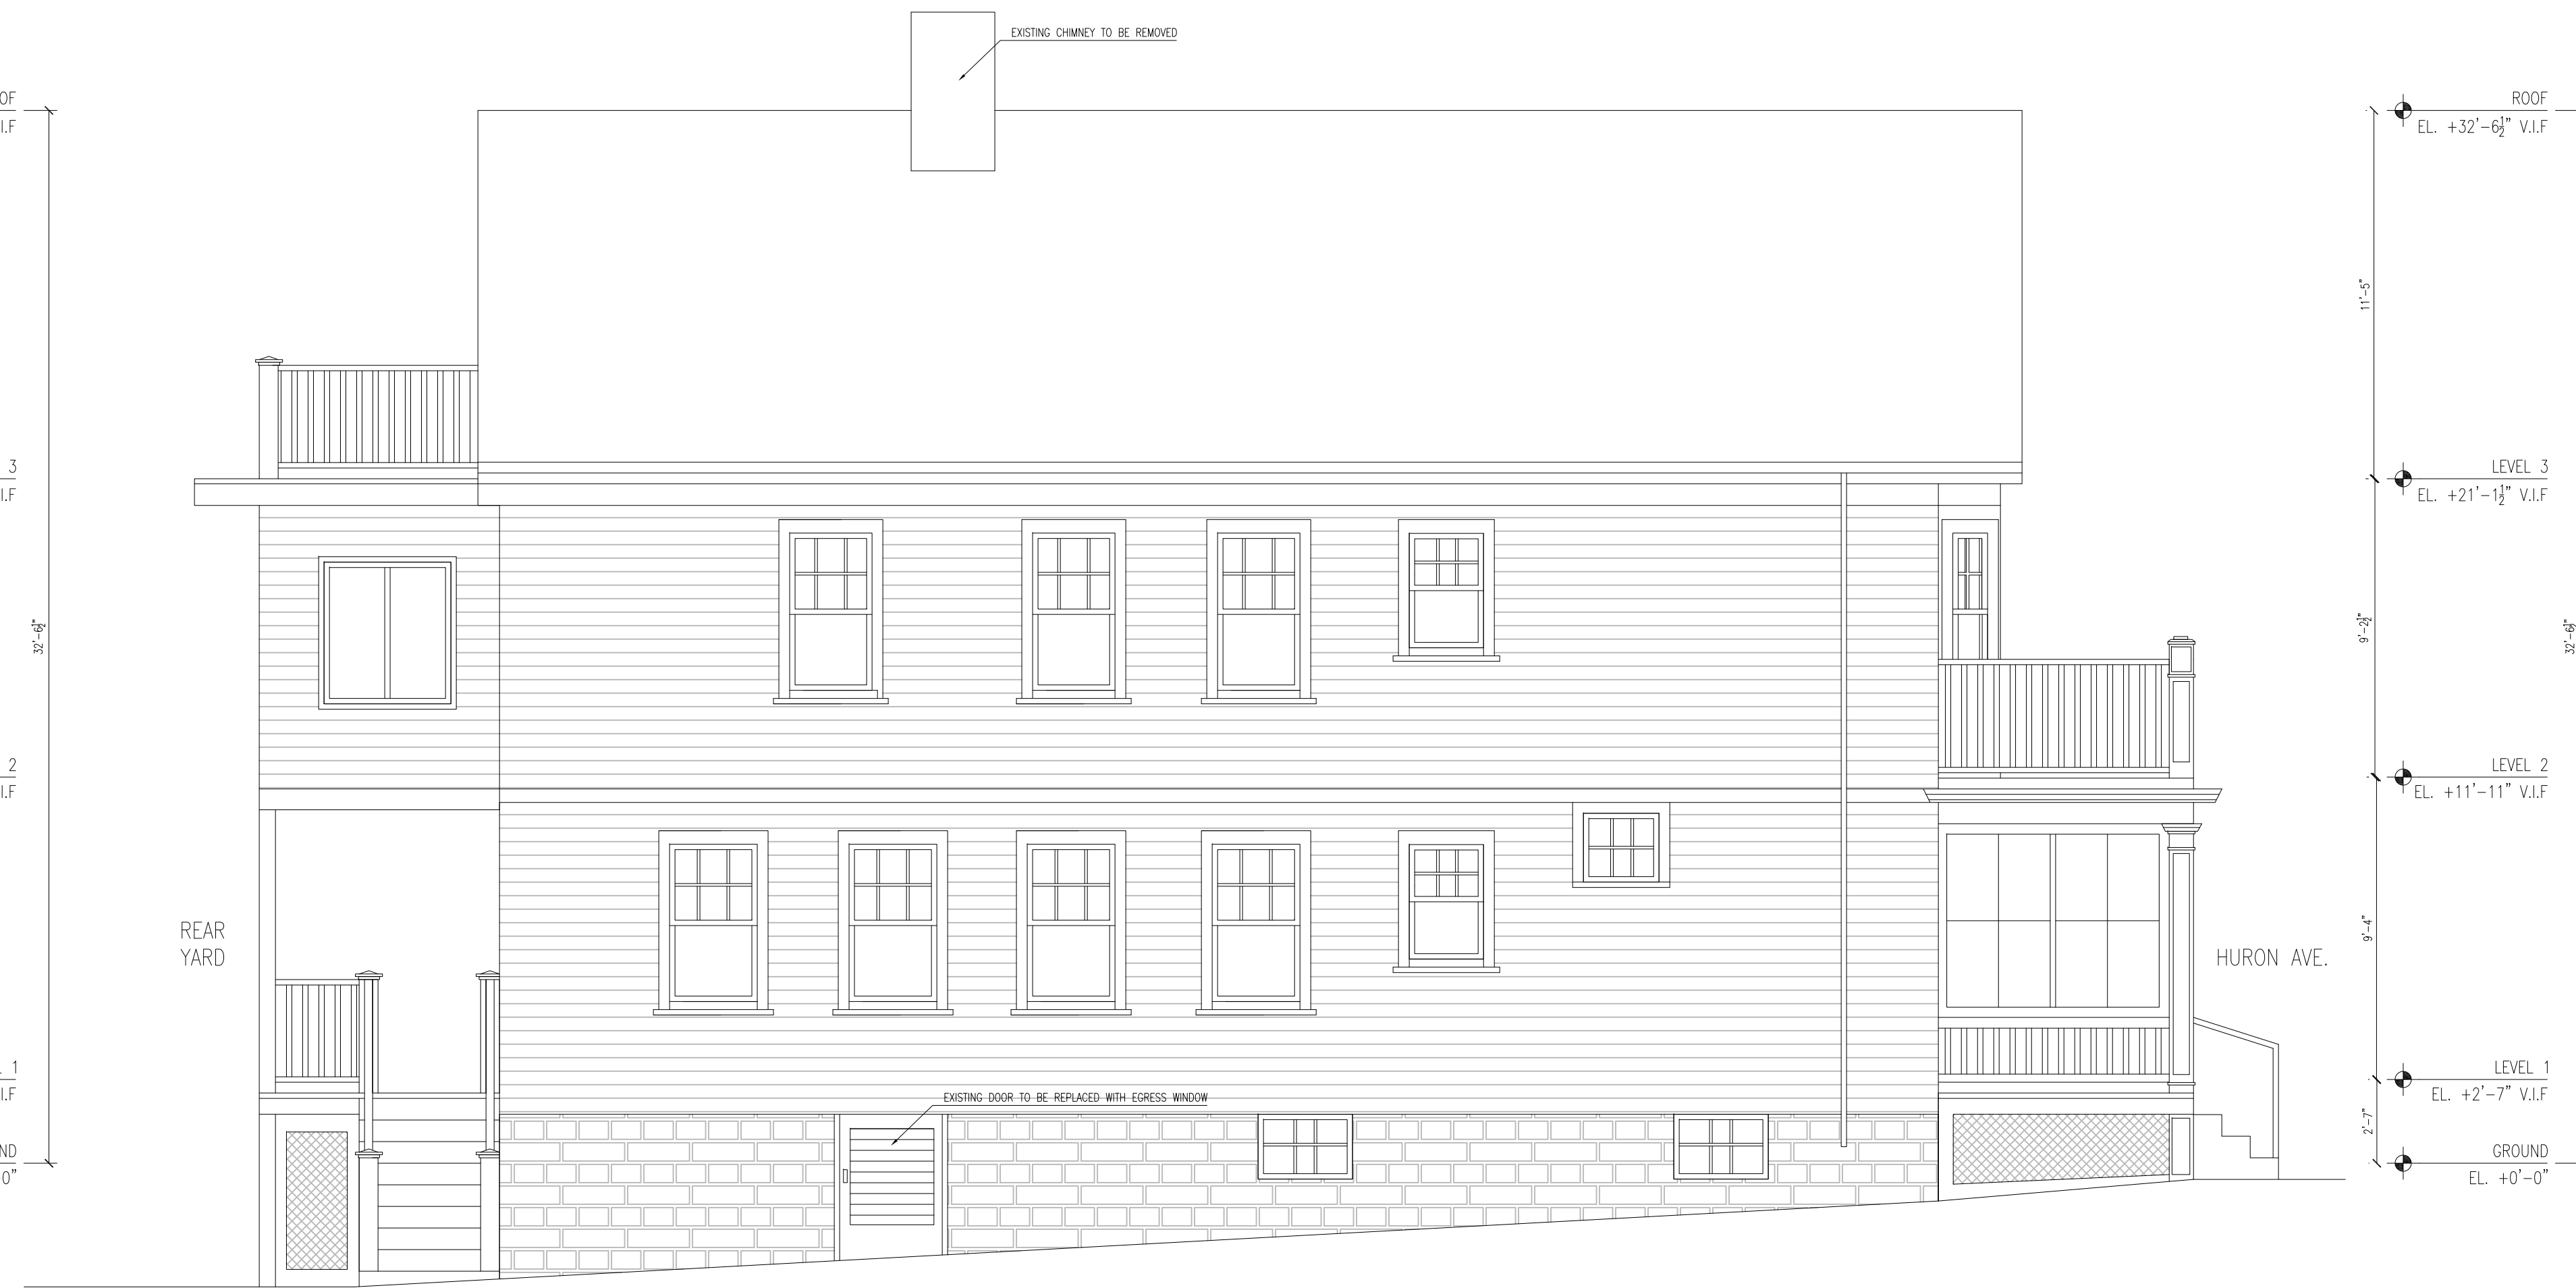 EXISTING CHIMNEY TO BE REMOVED
OF
I.F
ROOF
EL. +32'-6½" V.I.F
11'-5"
3
I.F
LEVEL 3
EL. +21'-1½" V.I.F
32'-6½"
9'-2½"
32'-6½"
2
I.F
LEVEL 2
EL. +11'-11" V.I.F
REAR
YARD
9'-4"
HURON AVE.
1
I.F
LEVEL 1
EL. +2'-7" V.I.F
EXISTING DOOR TO BE REPLACED WITH EGRESS WINDOW
2'-7"
ND
0"
GROUND
EL. +0'-0"